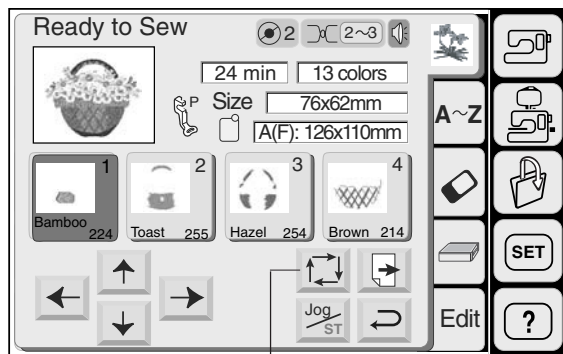 Ready to Sew
2
2~3
24 min
13 colors
P
Size
76x62mm
A(F): 126x110mm
A~Z
1
Bamboo
224
2
Toast
255
3
Hazel
254
4
Brown
214
Jog
ST
Edit
SET
?